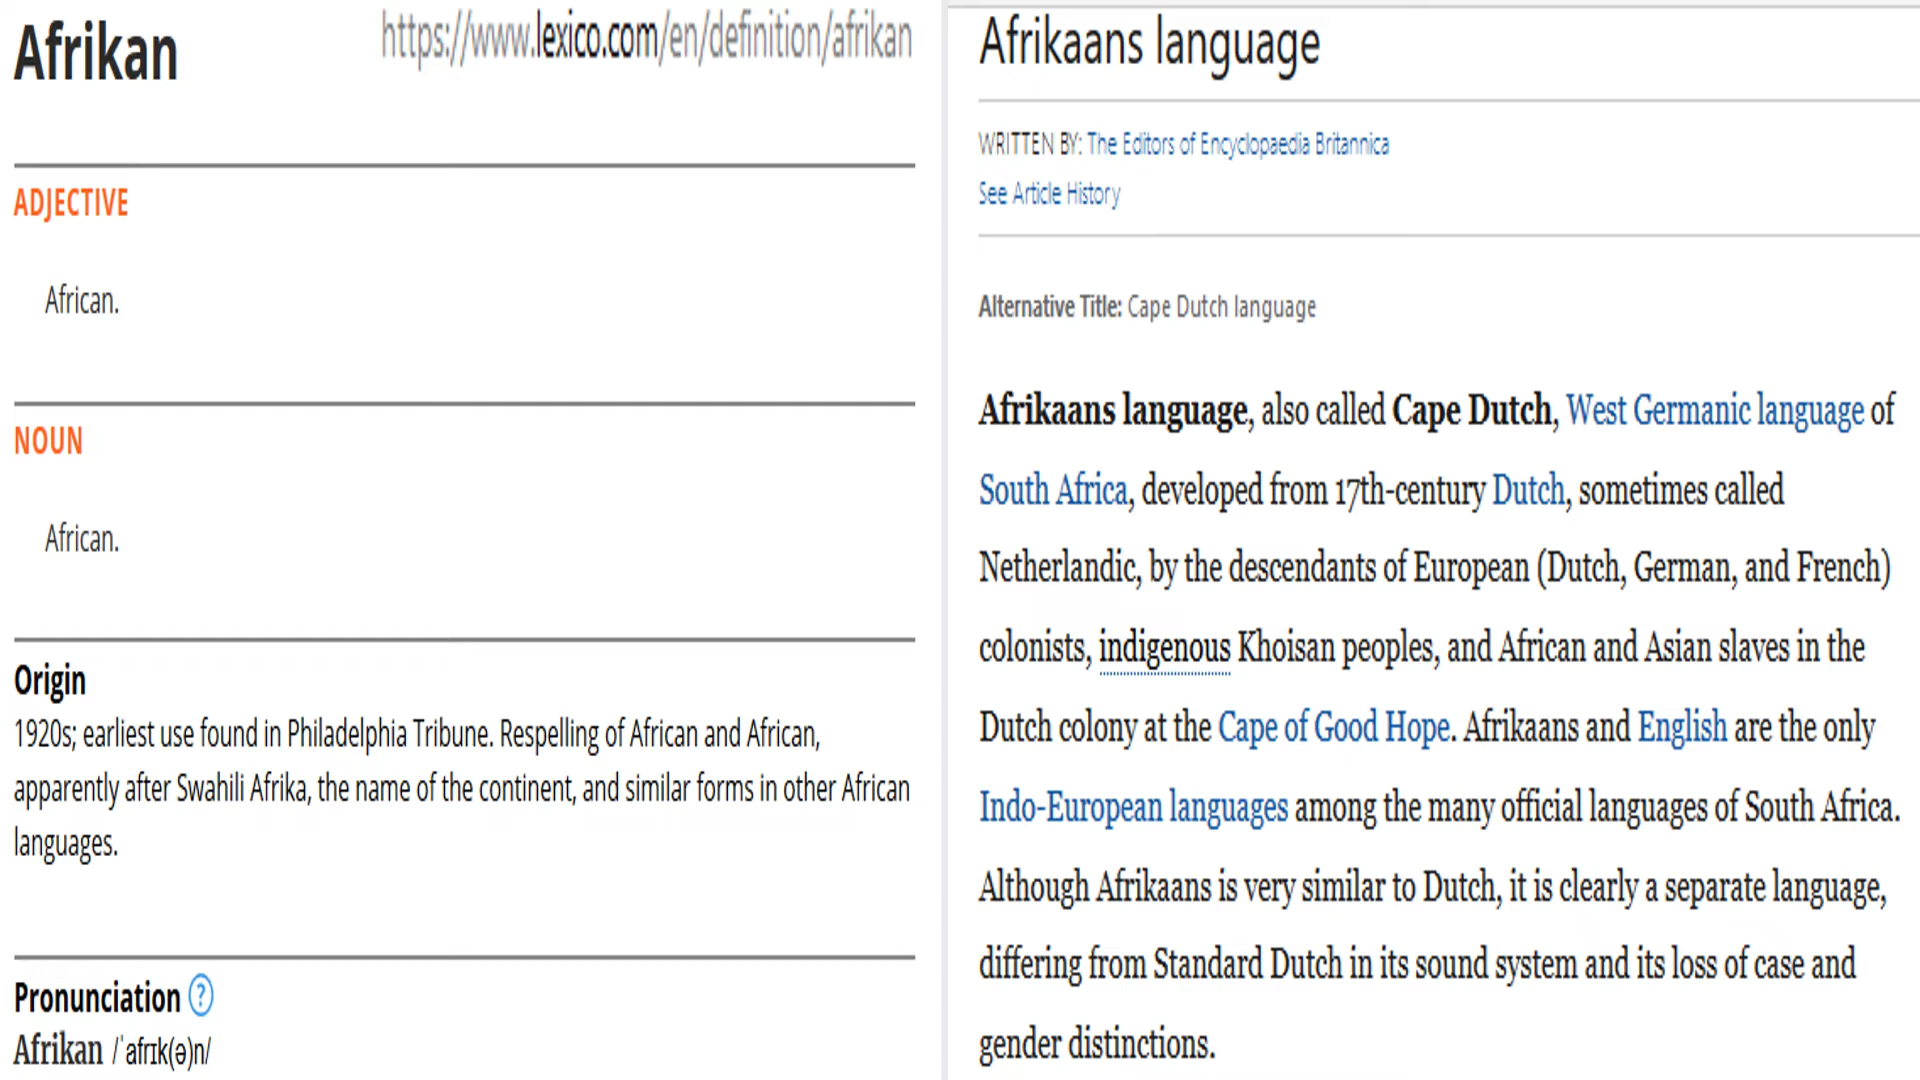 Afrikan
https://www.lexico.com/en/definition/afrikan
ADJECTIVE
African.
NOUN
African.
Origin
1920s; earliest use found in Philadelphia Tribune. Respelling of African and African,
apparently after Swahili Afrika, the name of the continent, and similar forms in other African
languages.
Pronunciation ?
Afrikan /ˈafrɪk(ə)n/
Afrikaans language
WRITTEN BY: The Editors of Encyclopaedia Britannica
See Article History
Alternative Title: Cape Dutch language
Afrikaans language, also called Cape Dutch, West Germanic language of
South Africa, developed from 17th-century Dutch, sometimes called
Netherlandic, by the descendants of European (Dutch, German, and French)
colonists, indigenous Khoisan peoples, and African and Asian slaves in the
Dutch colony at the Cape of Good Hope. Afrikaans and English are the only
Indo-European languages among the many official languages of South Africa.
Although Afrikaans is very similar to Dutch, it is clearly a separate language,
differing from Standard Dutch in its sound system and its loss of case and
gender distinctions.